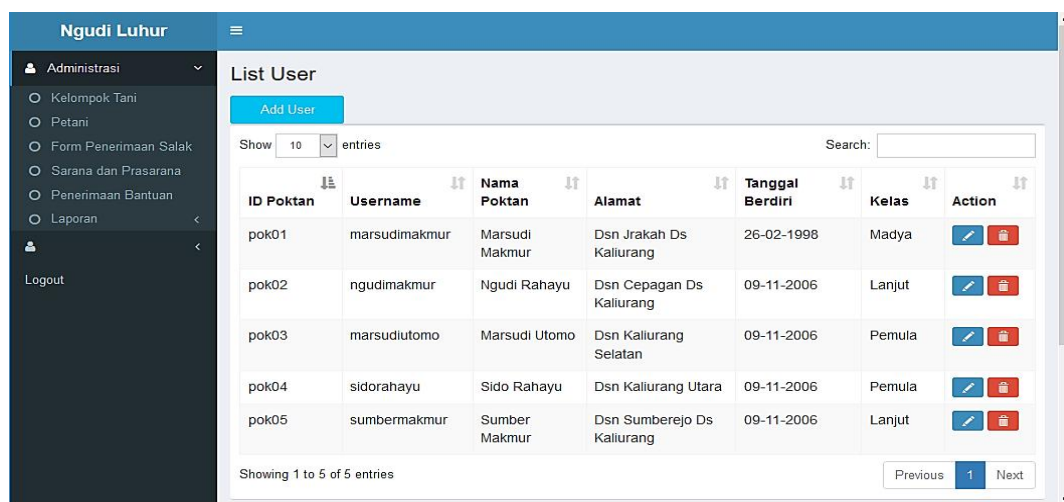 Ngudi Luhur
Administrasi
Kelompok Tani
Petani
Form Penerimaan Salak
Sarana dan Prasarana
Penerimaan Bantuan
Laporan
Logout
List User
Add User
Show 10 entries Search:
ID Poktan Username Nama Poktan Alamat Tanggal Berdiri Kelas Action
pok01 marsudimakmur Marsudi Makmur Dsn Jrakah Ds Kaliurang 26-02-1998 Madya
pok02 ngudimakmur Ngudi Rahayu Dsn Cepagan Ds Kaliurang 09-11-2006 Lanjut
pok03 marsudiutomo Marsudi Utomo Dsn Kaliurang Selatan 09-11-2006 Pemula
pok04 sidorahayu Sido Rahayu Dsn Kaliurang Utara 09-11-2006 Pemula
pok05 sumbermakmur Sumber Makmur Dsn Sumberejo Ds Kaliurang 09-11-2006 Lanjut
Showing 1 to 5 of 5 entries Previous 1 Next